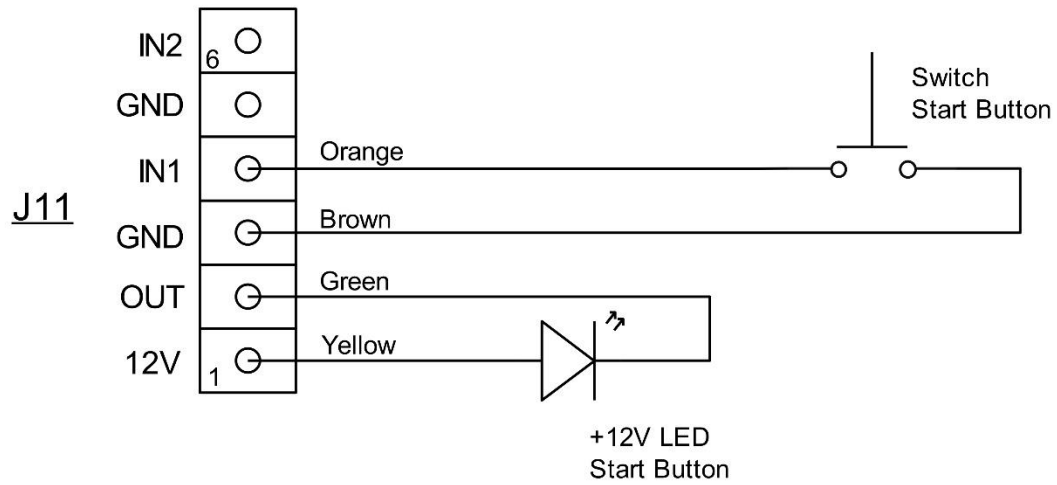 IN2
6
GND
IN1
Orange
Switch
Start Button
J11
GND
Brown
OUT
Green
12V
1
Yellow
+12V LED
Start Button